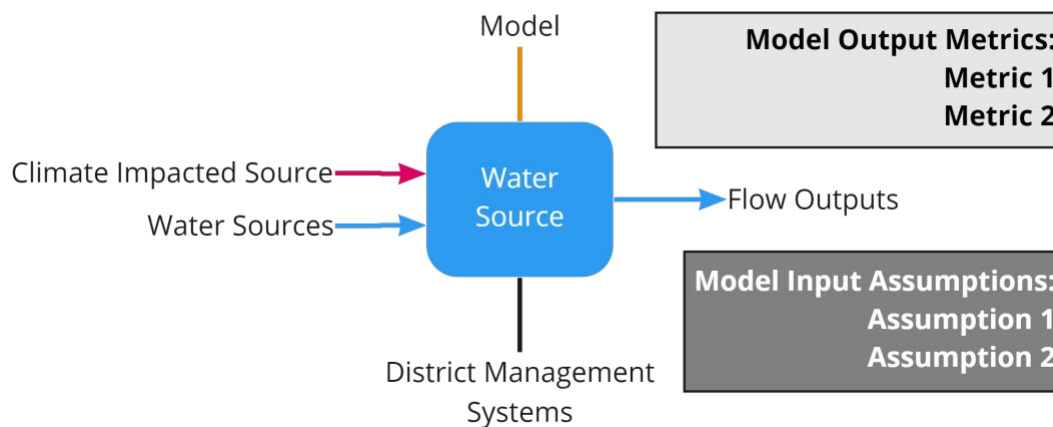 Model
Model Output Metrics:
Metric 1
Metric 2
Climate Impacted Source
Water Sources
Water
Source
Flow Outputs
Model Input Assumptions:
Assumption 1
Assumption 2
District Management
Systems